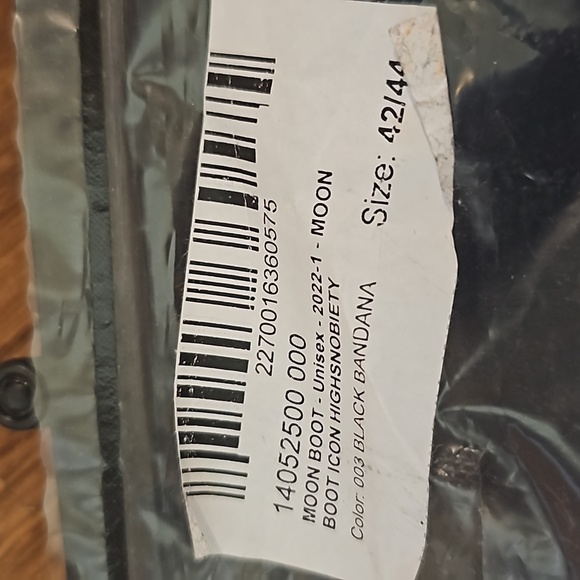 2270016360575
14052500 000
MOON BOOT - Unisex - 2022-1 - MOON
BOOT ICON HIGHSNOBIETY
Color: 003 BLACK BANDANA Size: 42/44